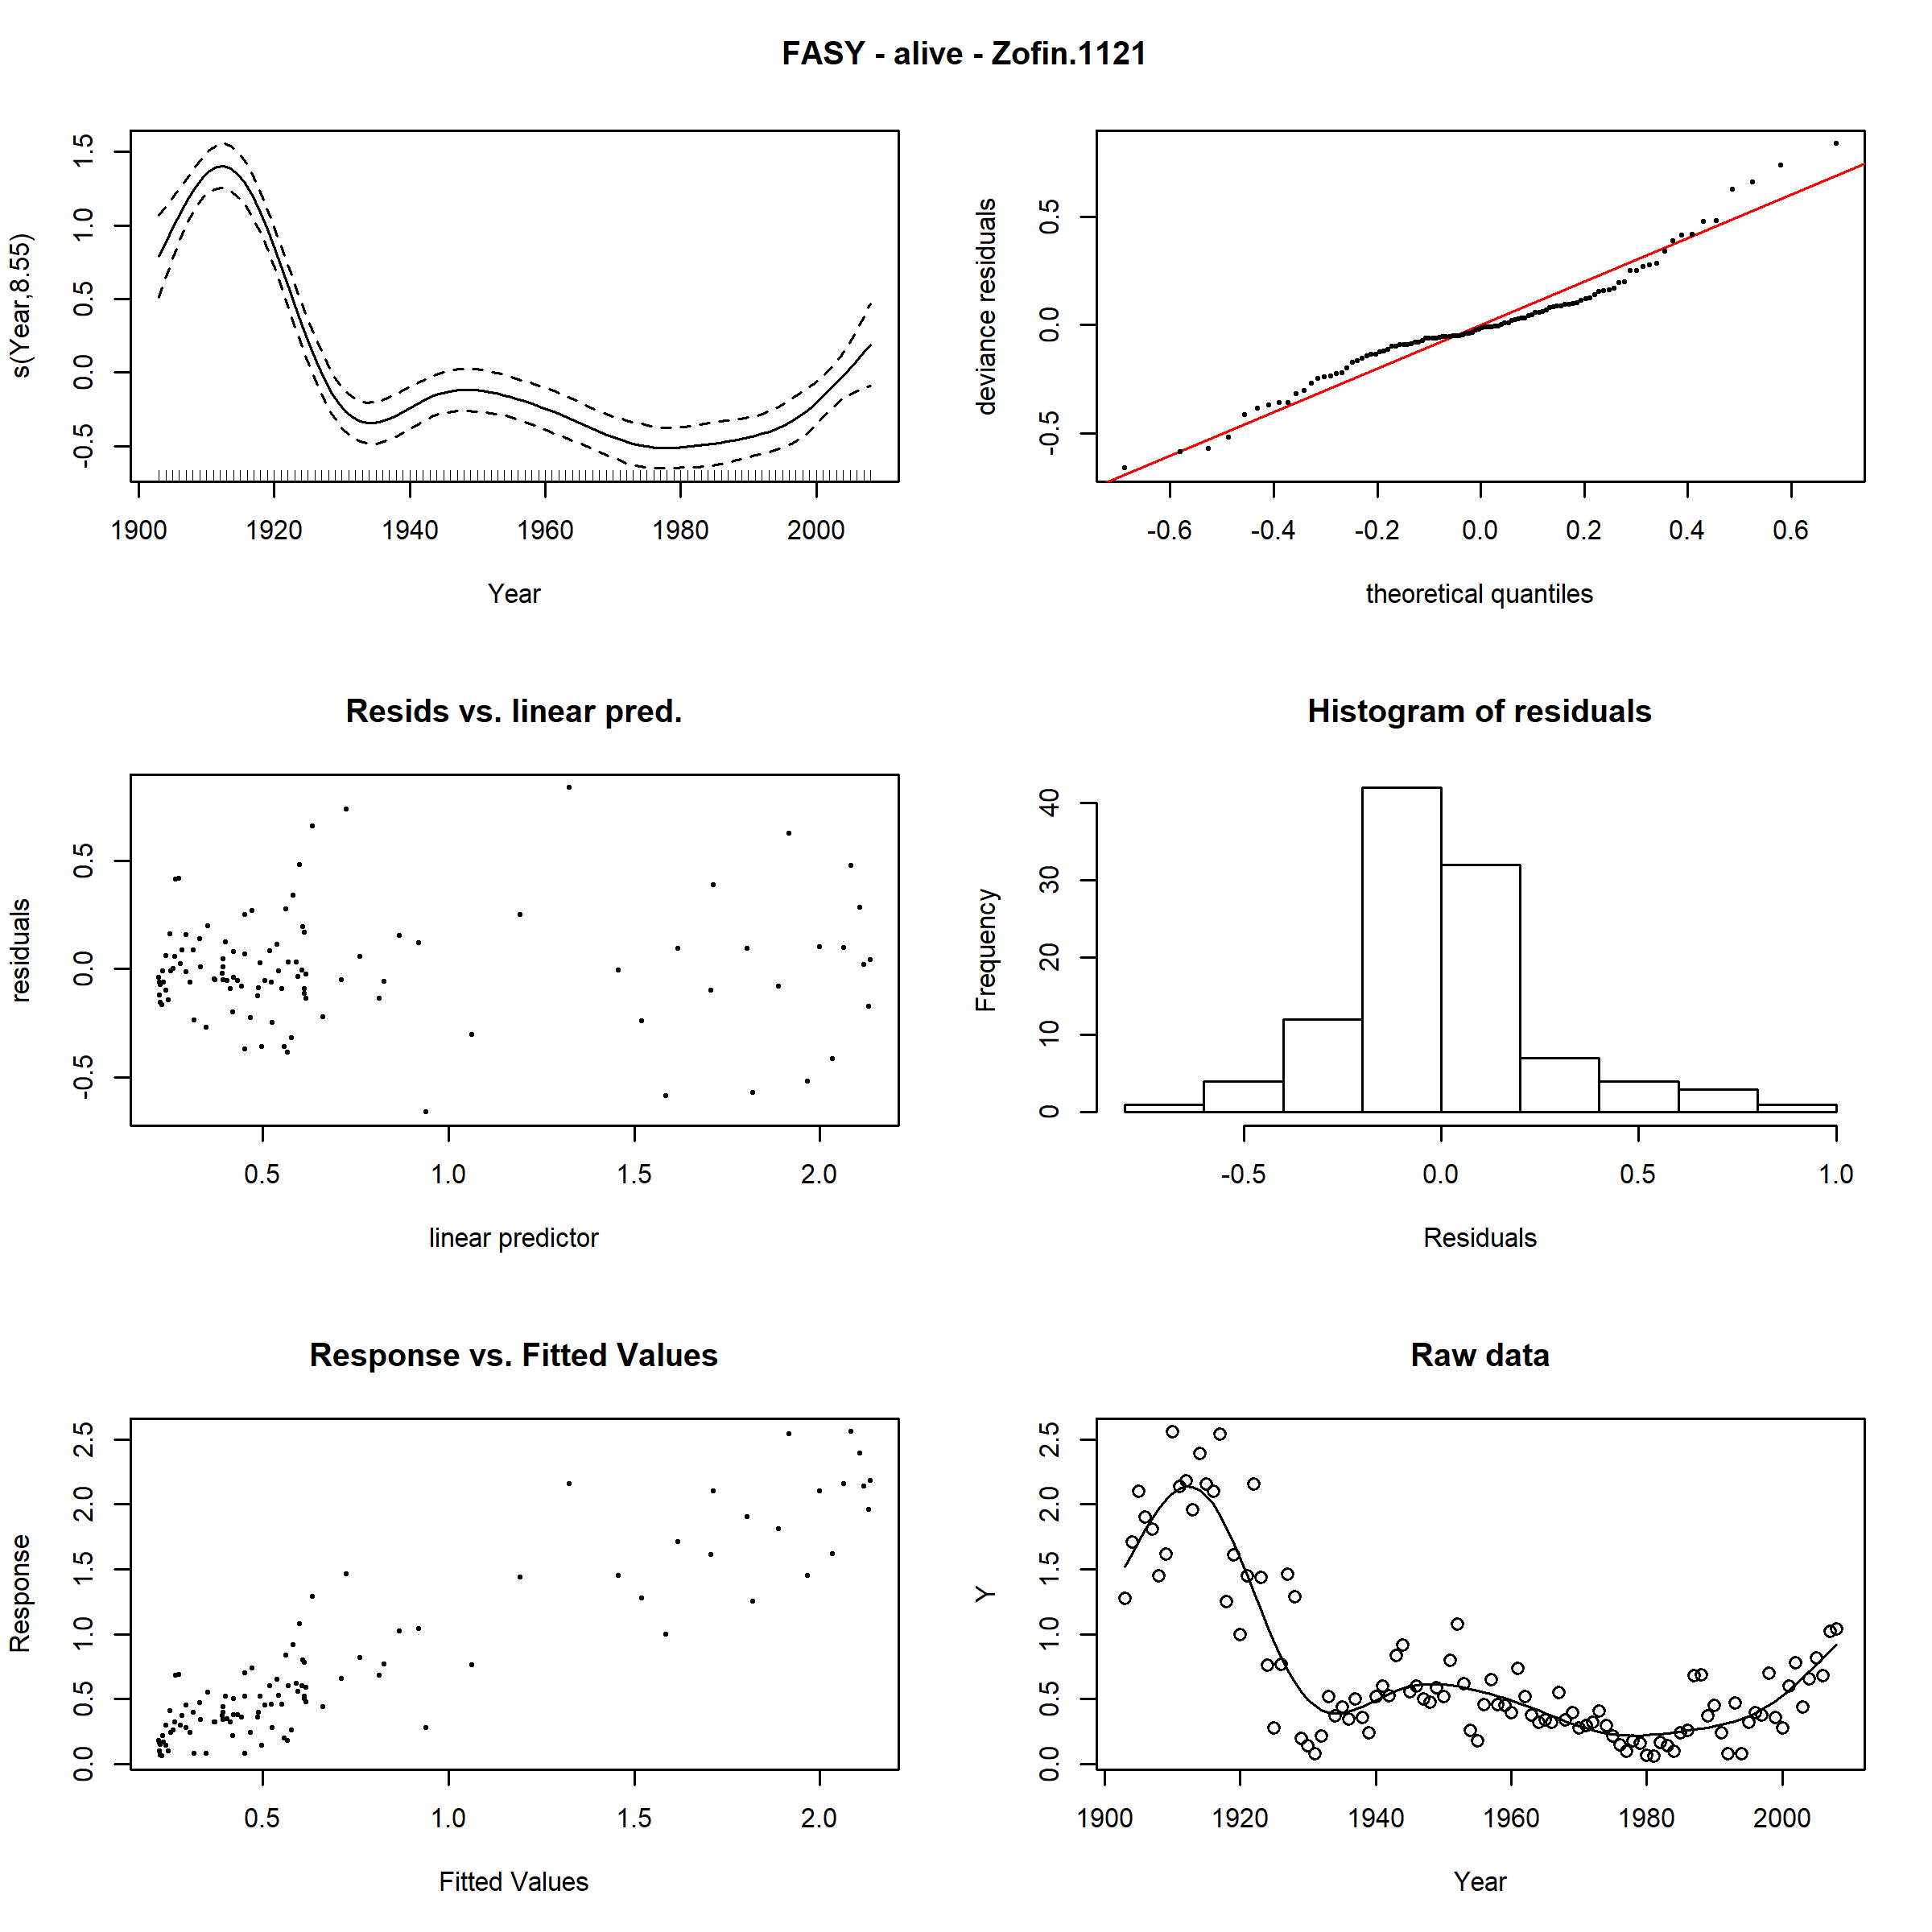 FASY - alive - Zofin.1121
s(Year,8.55)
-0.5 0.0 0.5 1.0 1.5
1900 1920 1940 1960 1980 2000
Year
deviance residuals
-0.5 0.0 0.5
-0.6 -0.4 -0.2 0.0 0.2 0.4 0.6
theoretical quantiles
Resids vs. linear pred.
residuals
-0.5 0.0 0.5
0.5 1.0 1.5 2.0
linear predictor
Histogram of residuals
Frequency
0 10 20 30 40
-0.5 0.0 0.5 1.0
Residuals
Response vs. Fitted Values
Response
0.0 0.5 1.0 1.5 2.0 2.5
0.5 1.0 1.5 2.0
Fitted Values
Raw data
Y
0.0 0.5 1.0 1.5 2.0 2.5
1900 1920 1940 1960 1980 2000
Year